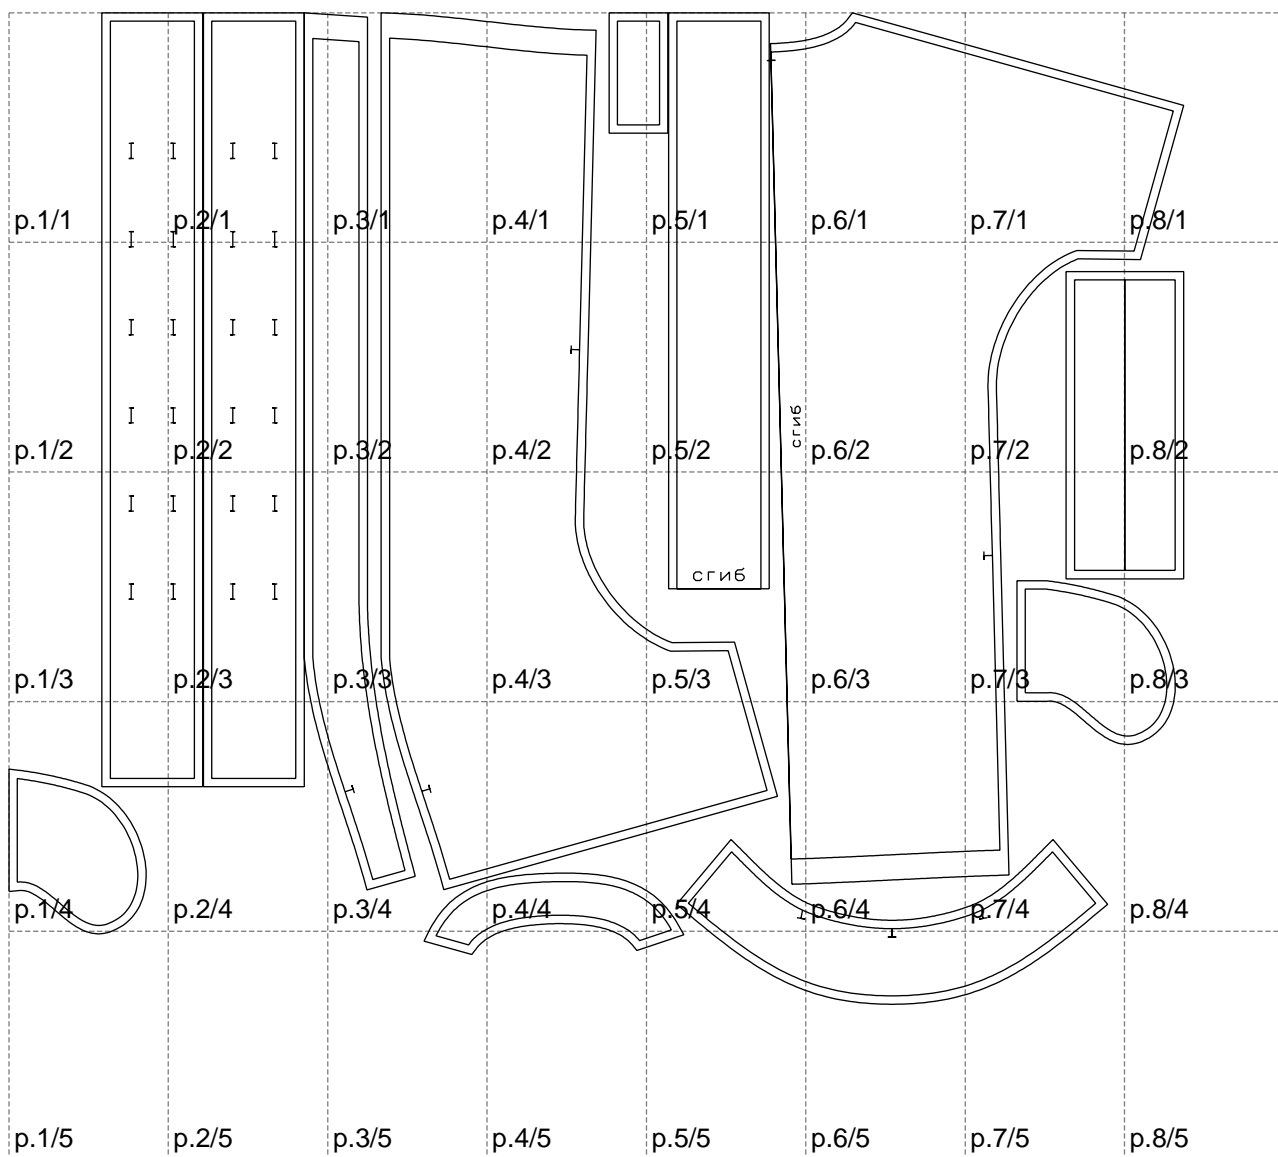 p.1/1 p.2/1 p.3/1 p.4/1 p.5/1 p.6/1 p.7/1 p.8/1
сгиб
p.1/2 p.2/2 p.3/2 p.4/2 p.5/2 p.6/2 p.7/2 p.8/2
сгиб
p.1/3 p.2/3 p.3/3 p.4/3 p.5/3 p.6/3 p.7/3 p.8/3
p.1/4 p.2/4 p.3/4 p.4/4 p.5/4 p.6/4 p.7/4 p.8/4
p.1/5 p.2/5 p.3/5 p.4/5 p.5/5 p.6/5 p.7/5 p.8/5